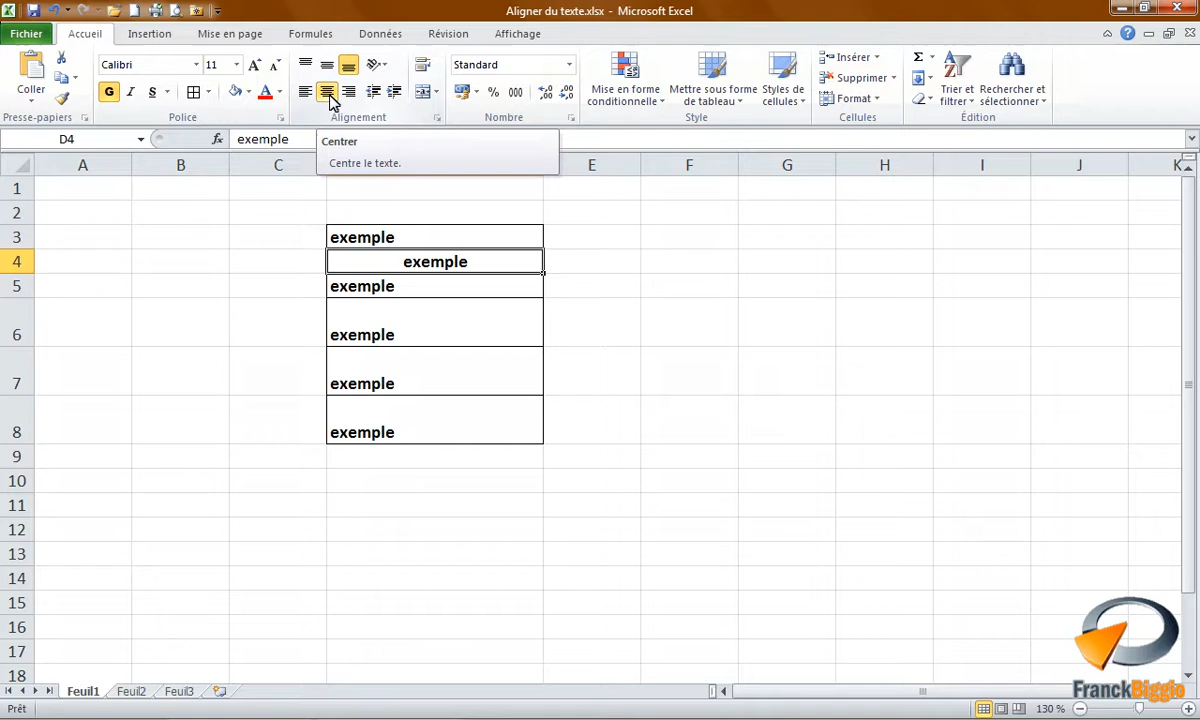 Aligner du texte.xlsx - Microsoft Excel
Fichier Accueil Insertion Mise en page Formules Données Révision Affichage
Calibri 11 Standard Insérer
Coller Mise en forme conditionnelle Mettre sous forme de tableau Styles de cellules Supprimer Trier et filtrer Rechercher et sélectionner
G I S A % 000 Format
Presse-papiers Police Alignement Nombre Style Cellules Édition
D4 fx exemple
Centrer
Centre le texte.
A B C E F G H I J K
1
2
3 exemple
4 exemple
5 exemple
6 exemple
7 exemple
8 exemple
9
10
11
12
13
14
15
16
17
18
FranckBiggio
Feuil1 Feuil2 Feuil3
Prêt 130 %